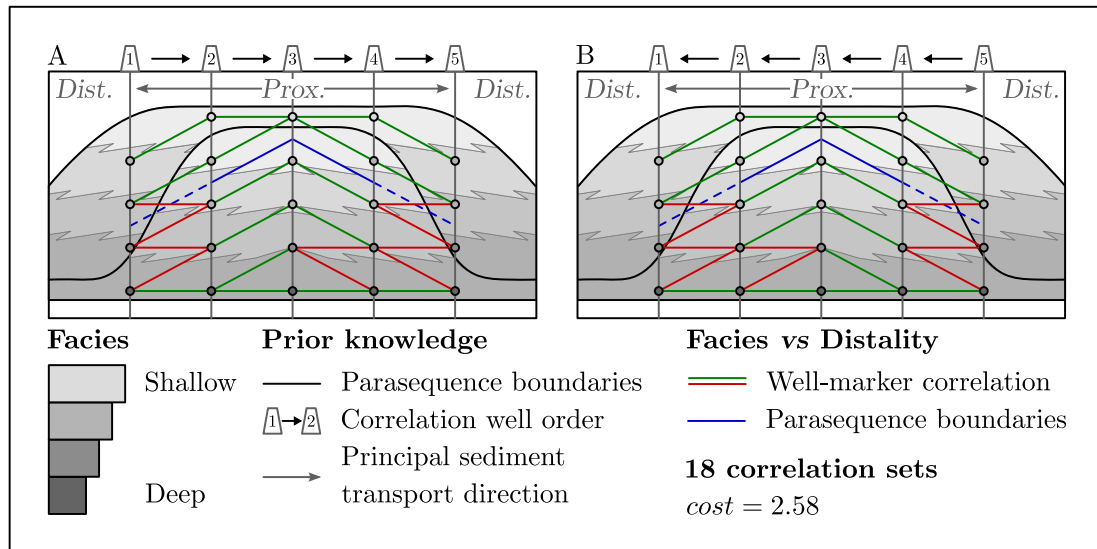 A 1 2 3 4 5
Dist. Prox. Dist.
B 1 2 3 4 5
Dist. Prox. Dist.
Facies
Shallow
Deep
Prior knowledge
Parasequence boundaries
1 2 Correlation well order
Principal sediment
transport direction
Facies vs Distality
Well-marker correlation
Parasequence boundaries
18 correlation sets
cost = 2.58